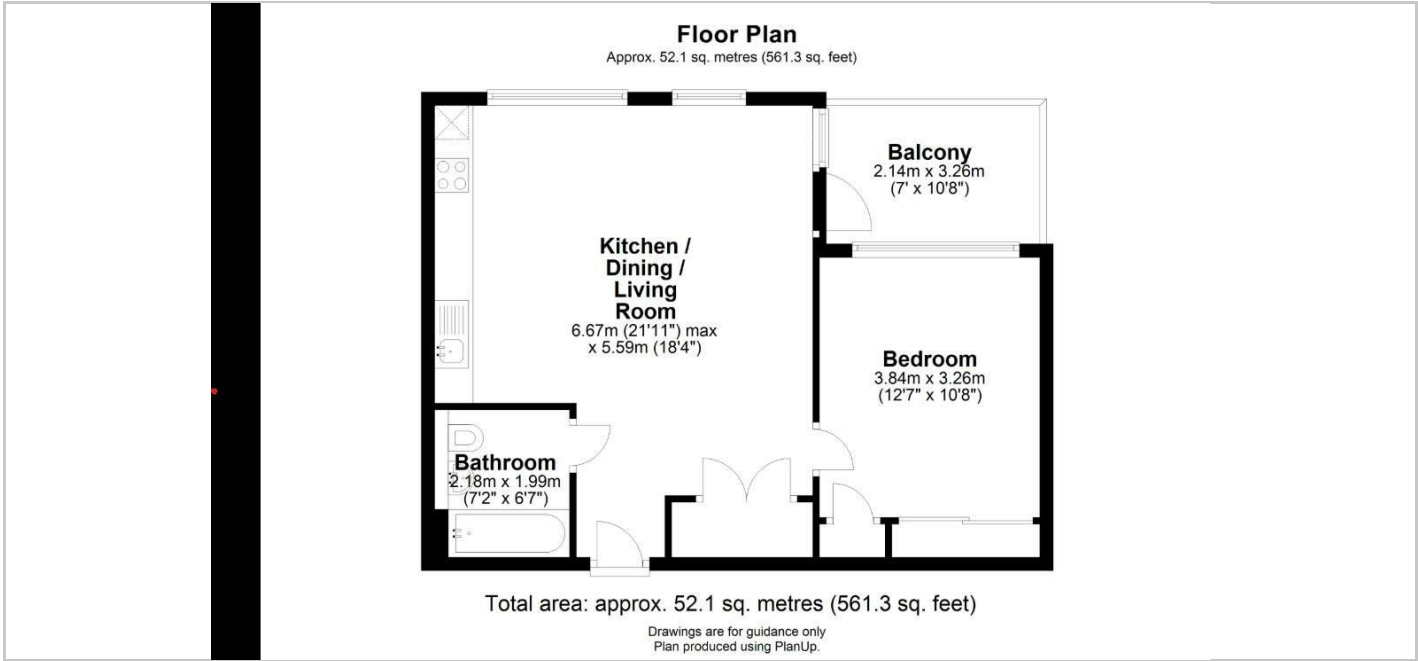 Floor Plan
Approx. 52.1 sq. metres (561.3 sq. feet)
Balcony
2.14m x 3.26m
(7' x 10'8")
Kitchen /
Dining /
Living
Room
6.67m (21'11") max
x 5.59m (18'4")
Bedroom
3.84m x 3.26m
(12'7" x 10'8")
Bathroom
2.18m x 1.99m
(7'2" x 6'7")
Total area: approx. 52.1 sq. metres (561.3 sq. feet)
Drawings are for guidance only
Plan produced using PlanUp.